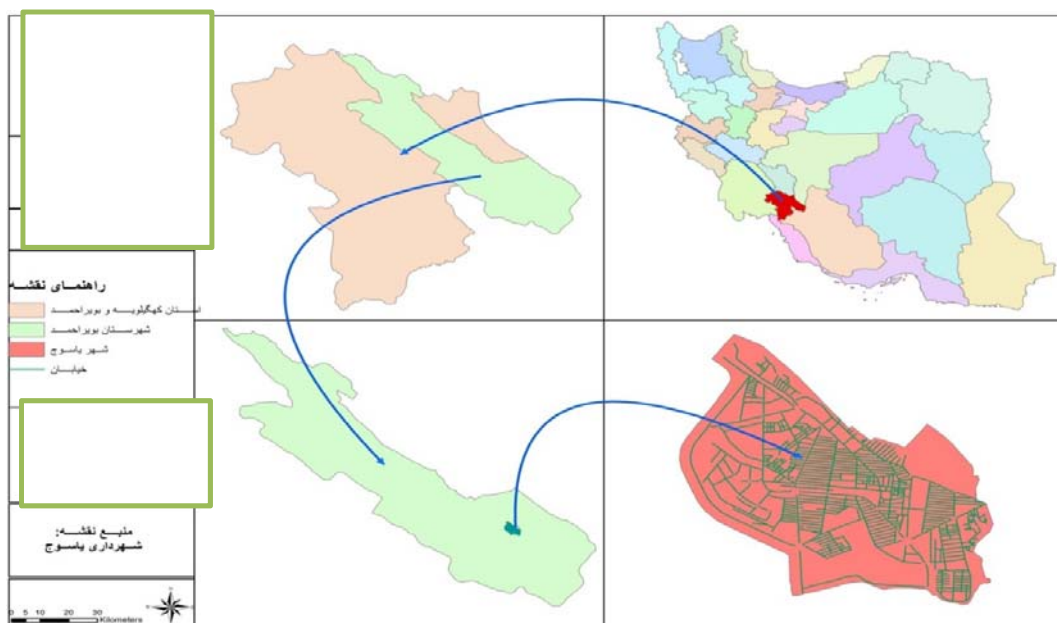 راهنمای نقشه
استان کهگیلویه و بویراحمد
شهرستان بویراحمد
شهر یاسوج
خیابان
منبع نقشه:
شهرداری یاسوج
0 5 10 20 30
Kilometers